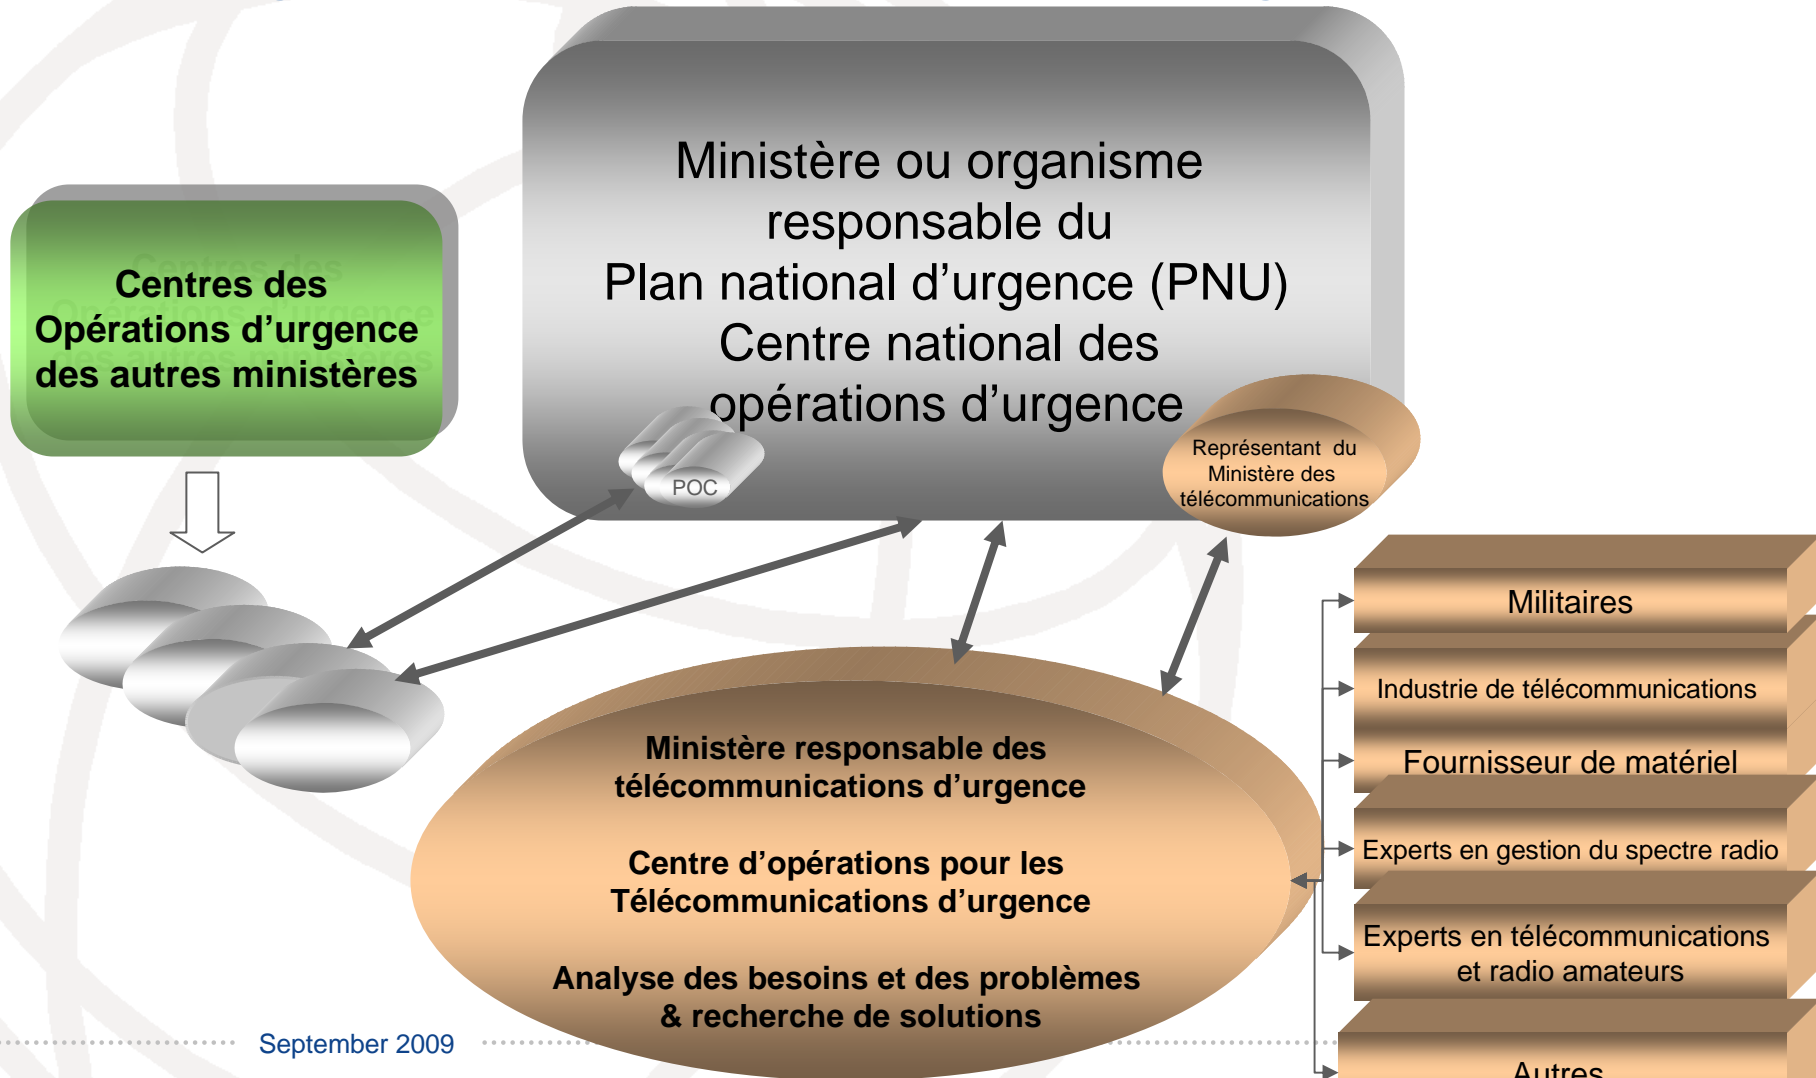 Ministère ou organisme
responsable du
Plan national d’urgence (PNU)
Centre national des
opérations d’urgence
Centres des
Opérations d’urgence
des autres ministères
POC
Représentant du
Ministère des
télécommunications
Militaires
Industrie de télécommunications
Fournisseur de matériel
Experts en gestion du spectre radio
Experts en télécommunications
et radio amateurs
Autres
Ministère responsable des
télécommunications d’urgence
Centre d’opérations pour les
Télécommunications d’urgence
Analyse des besoins et des problèmes
& recherche de solutions
September 2009